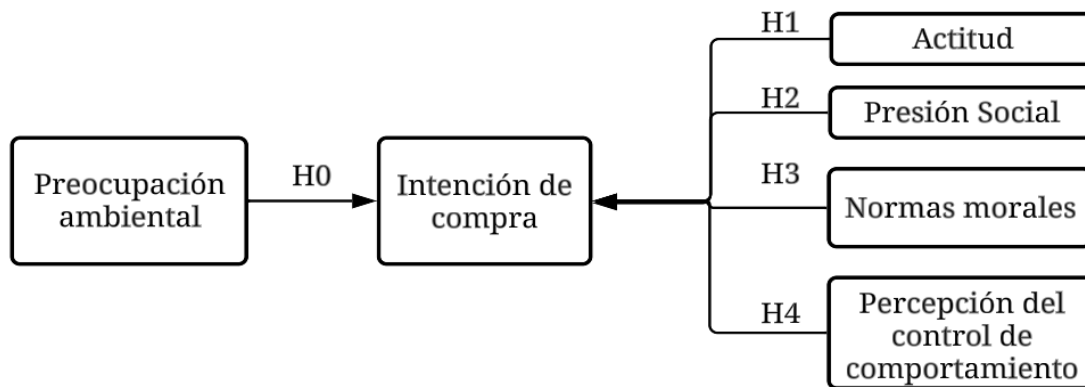 Preocupación
ambiental
H0
Intención de
compra
H1
Actitud
H2
Presión Social
H3
Normas morales
H4
Percepción del
control de
comportamiento